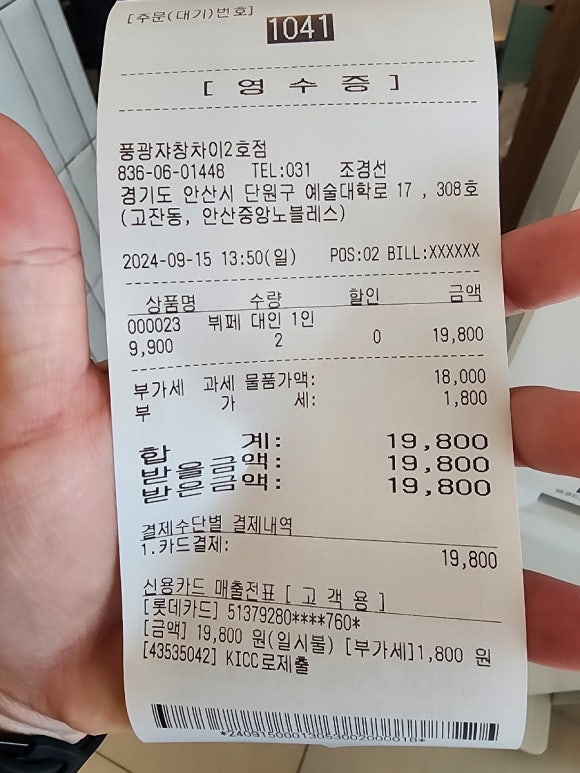 [주문(대기)번호]
1041
[ 영 수 증 ]
풍광쟈창차이2호점
836-06-01448 TEL:031 조경선
경기도 안산시 단원구 예술대학로 17 , 308호
(고잔동, 안산중앙노블레스)
2024-09-15 13:50(일) POS:02 BILL:XXXXXX
상품명 수량 할인 금액
000023 뷔페 대인 1인
9,900 2 0 19,800
부가세 과세 물품가액: 18,000
부 가 세: 1,800
합 계: 19,800
받을금액: 19,800
받은금액: 19,800
결제수단별 결제내역
1.카드결제: 19,800
신용카드 매출전표 [ 고 객 용 ]
[롯데카드] 51379280****760*
[금액] 19,800 원(일시불) [부가세]1,800 원
[43535042] KICC로제출
*2409150001305360200​0618*